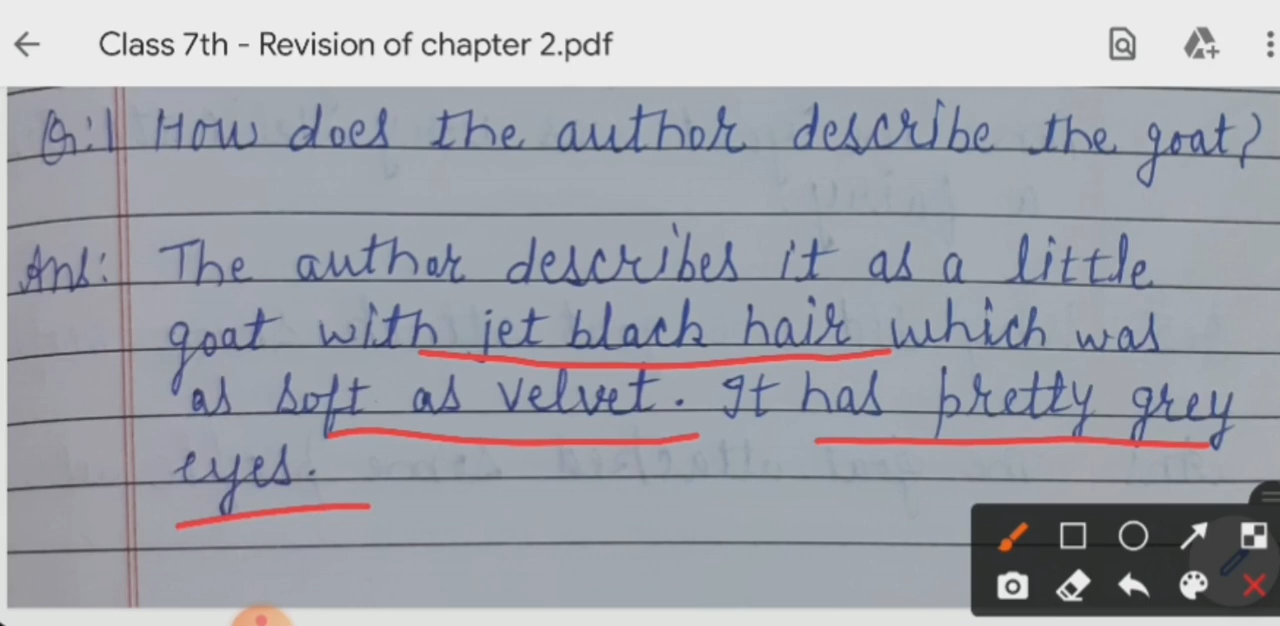 Class 7th - Revision of chapter 2.pdf
Q:1 How does the author describe the goat?
Ans: The author describes it as a little
goat with jet black hair which was
as soft as velvet. It has pretty grey
eyes.